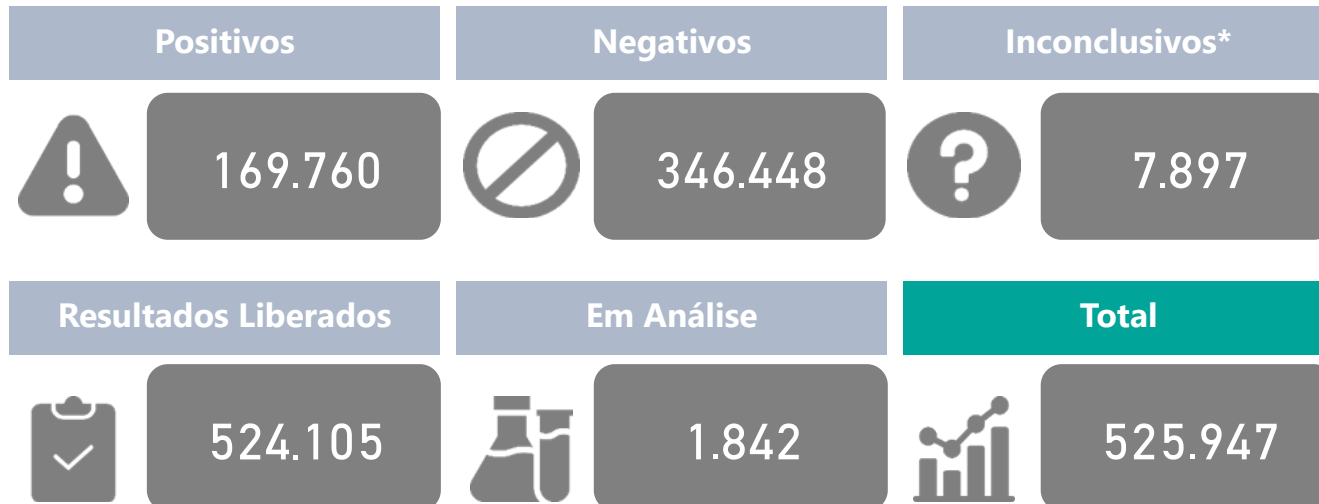 Positivos
Negativos
Inconclusivos*
169.760
346.448
7.897
Resultados Liberados
Em Análise
Total
524.105
1.842
525.947